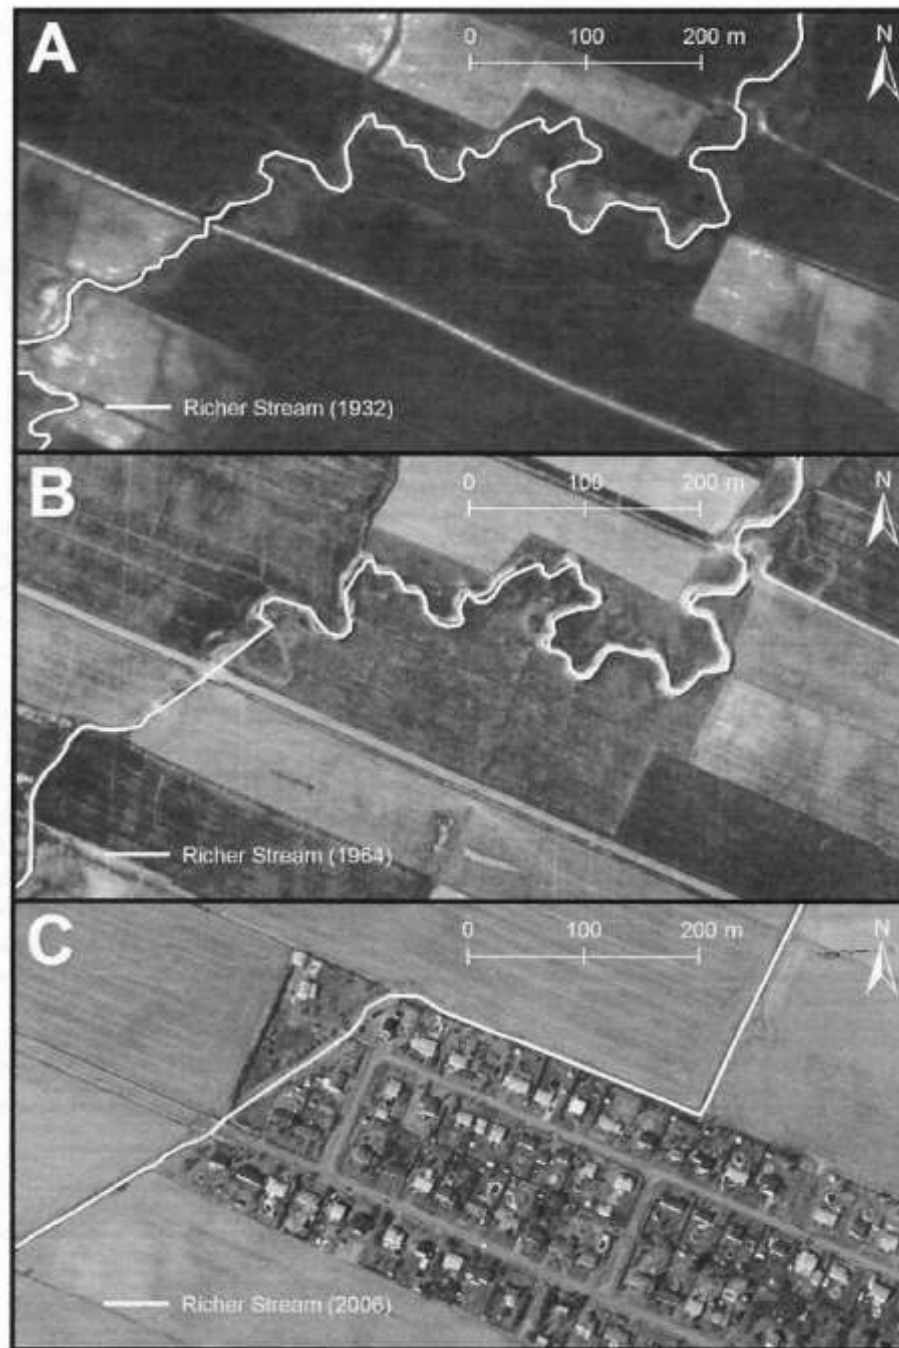 A
0 100 200 m
N
Richer Stream (1932)
B
0 100 200 m
N
Richer Stream (1964)
C
0 100 200 m
N
Richer Stream (2006)